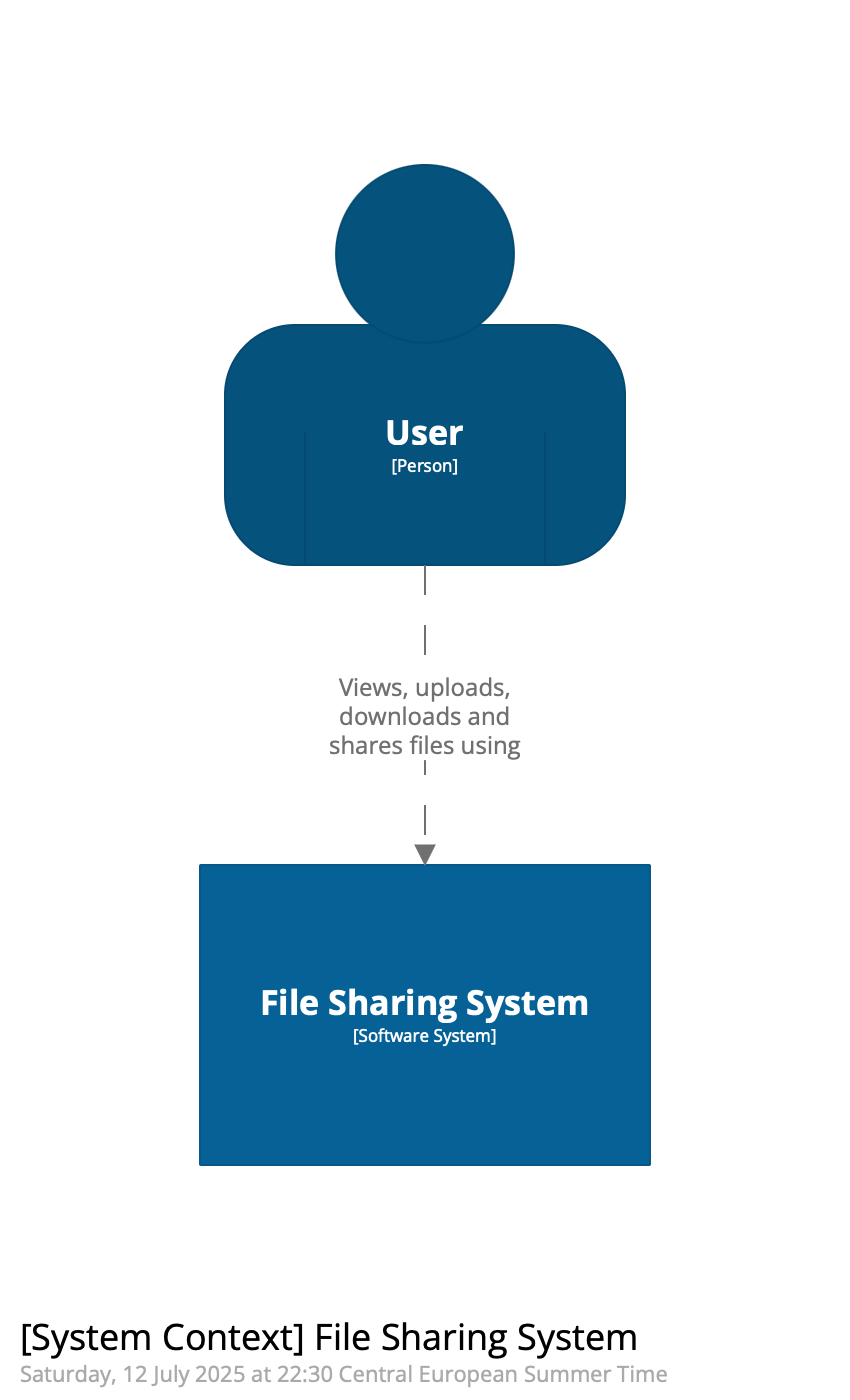 User
[Person]
Views, uploads,
downloads and
shares files using
File Sharing System
[Software System]
[System Context] File Sharing System
Saturday, 12 July 2025 at 22:30 Central European Summer Time